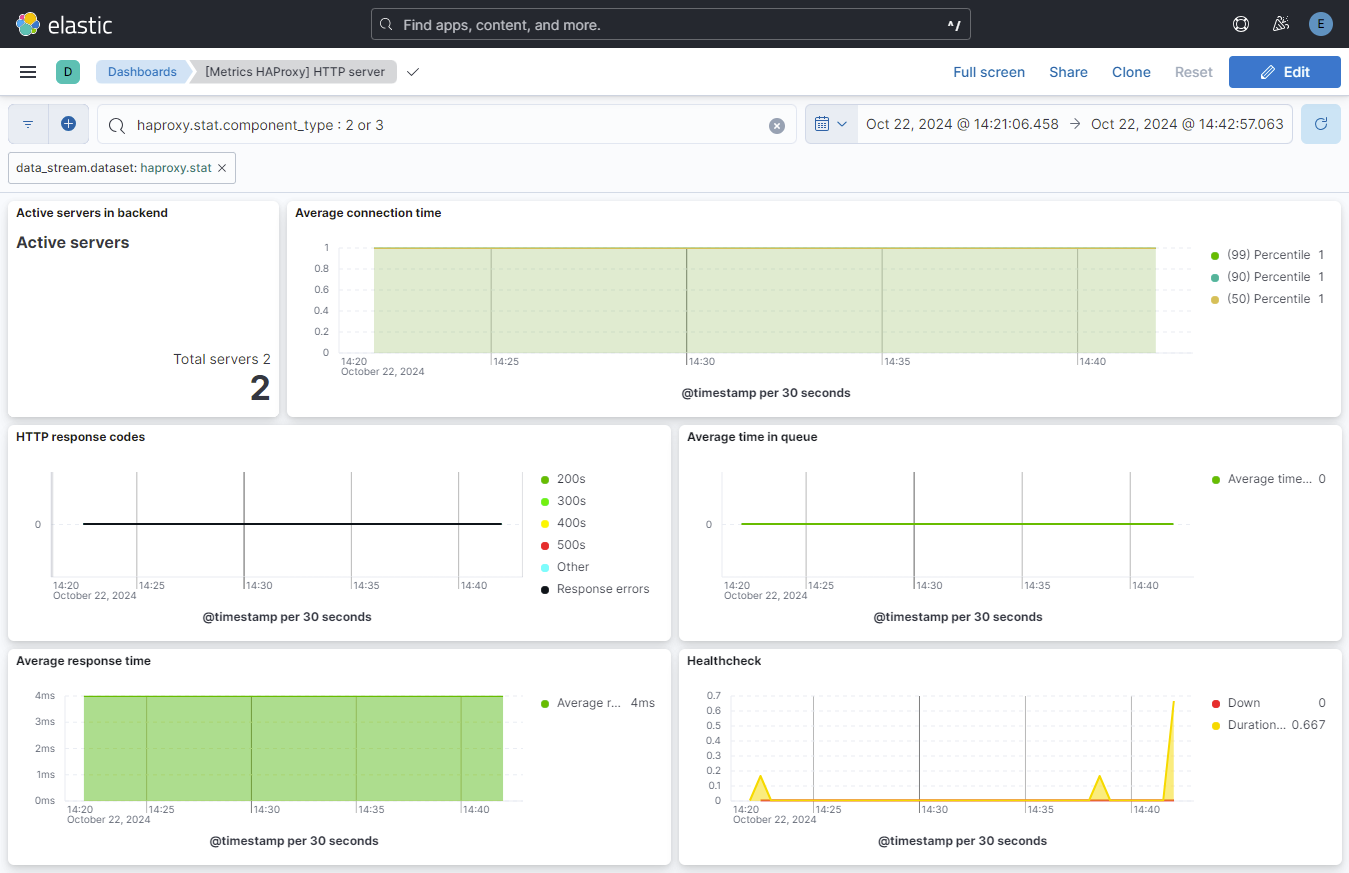 elastic
Find apps, content, and more.
^/
E
D
Dashboards
[Metrics HAProxy] HTTP server
Full screen
Share
Clone
Reset
Edit
haproxy.stat.component_type : 2 or 3
Oct 22, 2024 @ 14:21:06.458 → Oct 22, 2024 @ 14:42:57.063
data_stream.dataset: haproxy.stat
Active servers in backend
Active servers
Total servers 2
2
Average connection time
1
0.8
0.6
0.4
0.2
0
14:20 14:25 14:30 14:35 14:40
October 22, 2024
@timestamp per 30 seconds
(99) Percentile 1
(90) Percentile 1
(50) Percentile 1
HTTP response codes
0
14:20 14:25 14:30 14:35 14:40
October 22, 2024
@timestamp per 30 seconds
200s
300s
400s
500s
Other
Response errors
Average time in queue
0
14:20 14:25 14:30 14:35 14:40
October 22, 2024
@timestamp per 30 seconds
Average time... 0
Average response time
4ms
3ms
2ms
1ms
0ms
14:20 14:25 14:30 14:35 14:40
October 22, 2024
@timestamp per 30 seconds
Average r... 4ms
Healthcheck
0.7
0.6
0.5
0.4
0.3
0.2
0.1
0
14:20 14:25 14:30 14:35 14:40
October 22, 2024
@timestamp per 30 seconds
Down 0
Duration... 0.667